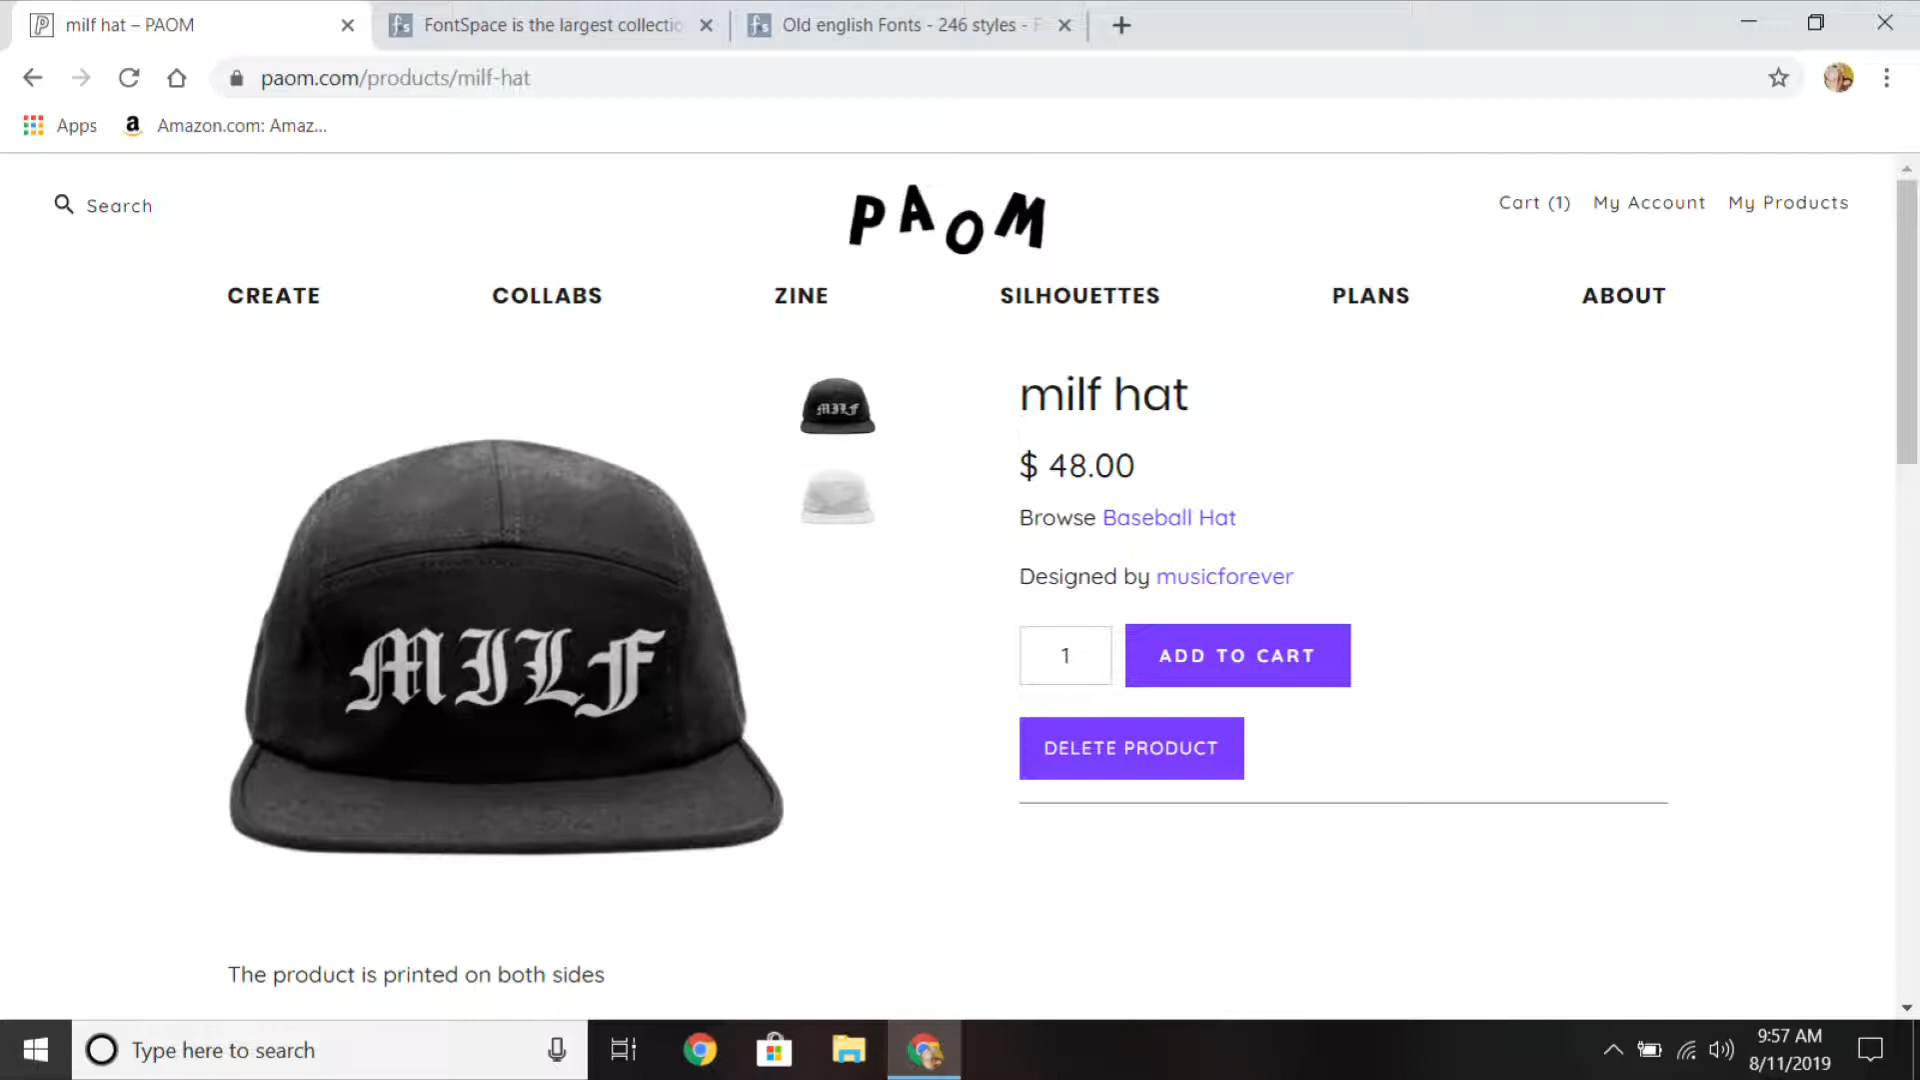 milf hat – PAOM
FontSpace is the largest collectio
Old english Fonts - 246 styles - F
paom.com/products/milf-hat
Apps
Amazon.com: Amaz...
Search
PAOM
Cart (1)
My Account
My Products
CREATE
COLLABS
ZINE
SILHOUETTES
PLANS
ABOUT
MILF
MILF
milf hat
$ 48.00
Browse Baseball Hat
Designed by musicforever
1
ADD TO CART
DELETE PRODUCT
The product is printed on both sides
Type here to search
9:57 AM
8/11/2019